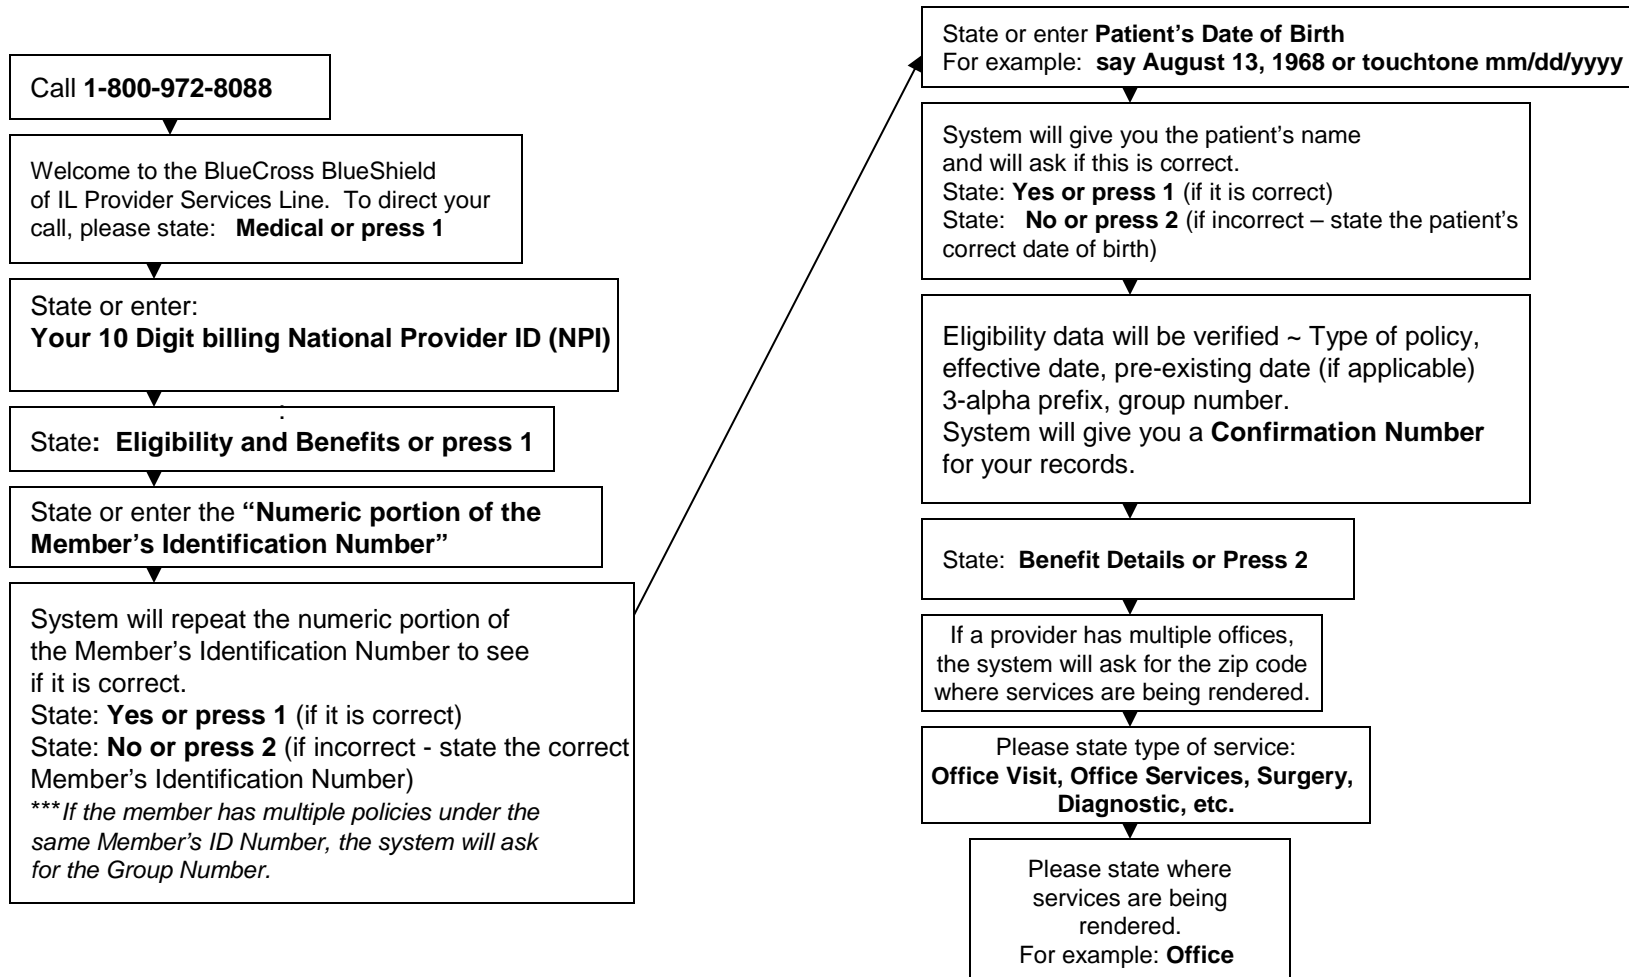 Call 1-800-972-8088
Welcome to the BlueCross BlueShield
of IL Provider Services Line. To direct your
call, please state: Medical or press 1
State or enter:
Your 10 Digit billing National Provider ID (NPI)
.
State: Eligibility and Benefits or press 1
State or enter the “Numeric portion of the
Member’s Identification Number”
System will repeat the numeric portion of
the Member’s Identification Number to see
if it is correct.
State: Yes or press 1 (if it is correct)
State: No or press 2 (if incorrect - state the correct
Member’s Identification Number)
***If the member has multiple policies under the
same Member’s ID Number, the system will ask
for the Group Number.
State or enter Patient’s Date of Birth
For example: say August 13, 1968 or touchtone mm/dd/yyyy
System will give you the patient’s name
and will ask if this is correct.
State: Yes or press 1 (if it is correct)
State: No or press 2 (if incorrect – state the patient’s
correct date of birth)
Eligibility data will be verified ~ Type of policy,
effective date, pre-existing date (if applicable)
3-alpha prefix, group number.
System will give you a Confirmation Number
for your records.
State: Benefit Details or Press 2
If a provider has multiple offices,
the system will ask for the zip code
where services are being rendered.
Please state type of service:
Office Visit, Office Services, Surgery,
Diagnostic, etc.
Please state where
services are being
rendered.
For example: Office